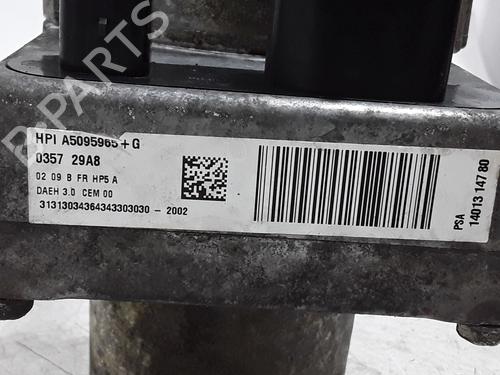 B-PARTS
HPI A5095965+G
0357 29A8
02 09 B FR HP5 A
DAEH 3.0 CEM 00
31313034364343303030 - 2002
PSA
14013 147 80